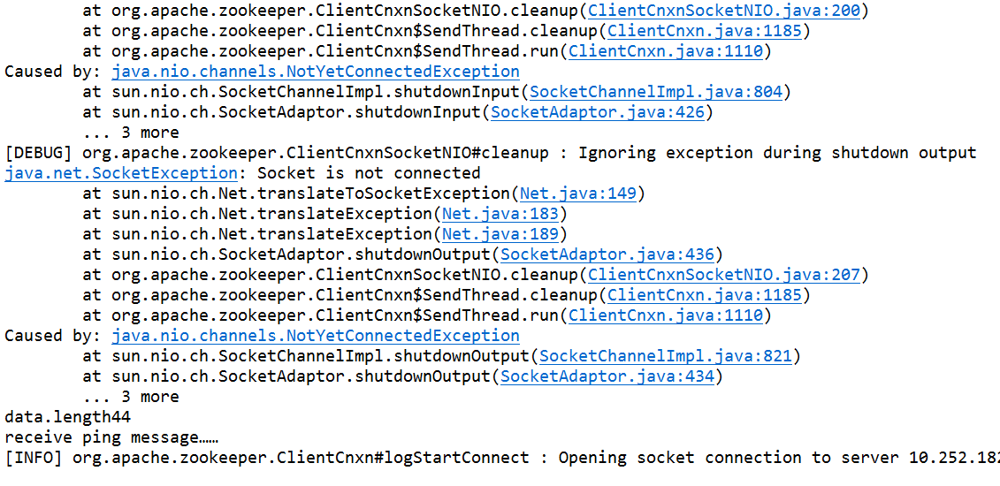 at org.apache.zookeeper.ClientCnxnSocketNIO.cleanup(ClientCnxnSocketNIO.java:200)
at org.apache.zookeeper.ClientCnxn$SendThread.cleanup(ClientCnxn.java:1185)
at org.apache.zookeeper.ClientCnxn$SendThread.run(ClientCnxn.java:1110)
Caused by: java.nio.channels.NotYetConnectedException
at sun.nio.ch.SocketChannelImpl.shutdownInput(SocketChannelImpl.java:804)
at sun.nio.ch.SocketAdaptor.shutdownInput(SocketAdaptor.java:426)
... 3 more
[DEBUG] org.apache.zookeeper.ClientCnxnSocketNIO#cleanup : Ignoring exception during shutdown output
java.net.SocketException: Socket is not connected
at sun.nio.ch.Net.translateToSocketException(Net.java:149)
at sun.nio.ch.Net.translateException(Net.java:183)
at sun.nio.ch.Net.translateException(Net.java:189)
at sun.nio.ch.SocketAdaptor.shutdownOutput(SocketAdaptor.java:436)
at org.apache.zookeeper.ClientCnxnSocketNIO.cleanup(ClientCnxnSocketNIO.java:207)
at org.apache.zookeeper.ClientCnxn$SendThread.cleanup(ClientCnxn.java:1185)
at org.apache.zookeeper.ClientCnxn$SendThread.run(ClientCnxn.java:1110)
Caused by: java.nio.channels.NotYetConnectedException
at sun.nio.ch.SocketChannelImpl.shutdownOutput(SocketChannelImpl.java:821)
at sun.nio.ch.SocketAdaptor.shutdownOutput(SocketAdaptor.java:434)
... 3 more
data.length44
receive ping message……
[INFO] org.apache.zookeeper.ClientCnxn#logStartConnect : Opening socket connection to server 10.252.182